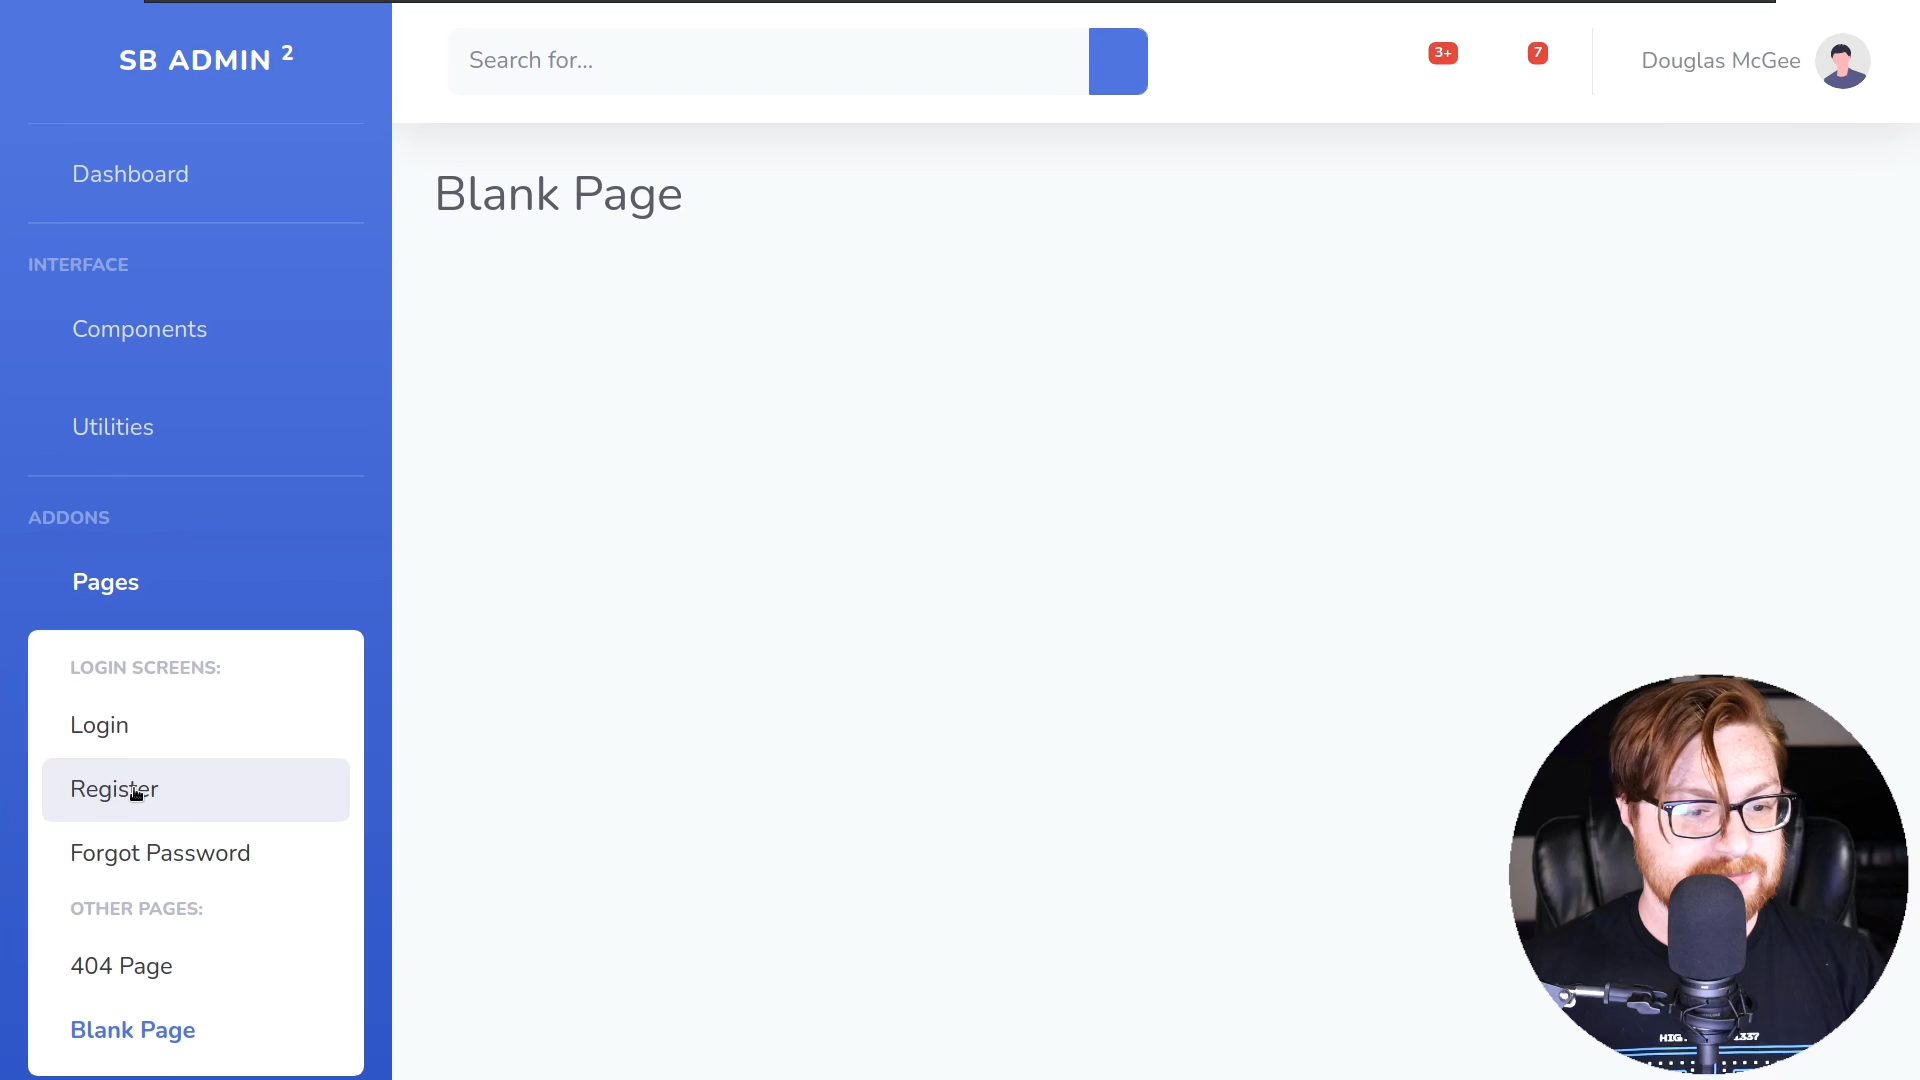 SB ADMIN 2
Search for...
3+
7
Douglas McGee
Dashboard
Blank Page
INTERFACE
Components
Utilities
ADDONS
Pages
LOGIN SCREENS:
Login
Register
Forgot Password
OTHER PAGES:
404 Page
Blank Page